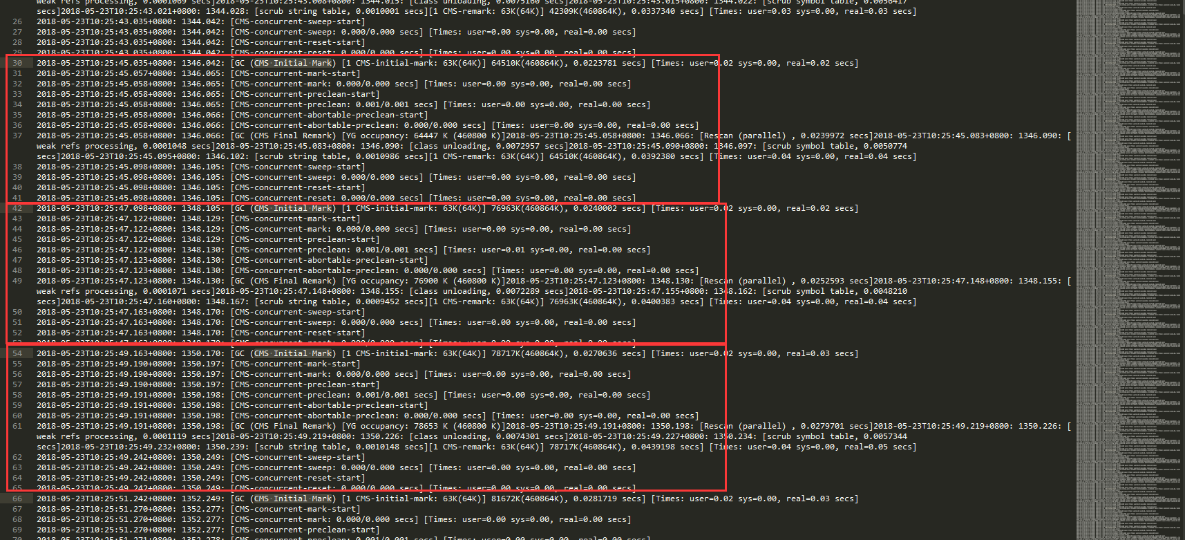 weak refs processing, 0.0001009 secs]2018-05-23T10:25:43.008+0800: 1344.015: [class unloading, 0.0075160 secs]2018-05-23T10:25:43.015+0800: 1344.022: [scrub symbol table, 0.0050417
secs]2018-05-23T10:25:43.021+0800: 1344.028: [scrub string table, 0.0010001 secs][1 CMS-remark: 63K(64K)] 42309K(460864K), 0.0337340 secs] [Times: user=0.03 sys=0.00, real=0.03 secs]
26 2018-05-23T10:25:43.035+0800: 1344.042: [CMS-concurrent-sweep-start]
27 2018-05-23T10:25:43.035+0800: 1344.042: [CMS-concurrent-sweep: 0.000/0.000 secs] [Times: user=0.00 sys=0.00, real=0.00 secs]
28 2018-05-23T10:25:43.035+0800: 1344.042: [CMS-concurrent-reset-start]
29 2018-05-23T10:25:43.035+0800: 1344.042: [CMS-concurrent-reset: 0.000/0.000 secs] [Times: user=0.00 sys=0.00, real=0.00 secs]
30 2018-05-23T10:25:45.035+0800: 1346.042: [GC (CMS Initial Mark) [1 CMS-initial-mark: 63K(64K)] 64510K(460864K), 0.0223781 secs] [Times: user=0.02 sys=0.00, real=0.02 secs]
31 2018-05-23T10:25:45.057+0800: 1346.065: [CMS-concurrent-mark-start]
32 2018-05-23T10:25:45.058+0800: 1346.065: [CMS-concurrent-mark: 0.000/0.000 secs] [Times: user=0.00 sys=0.00, real=0.00 secs]
33 2018-05-23T10:25:45.058+0800: 1346.065: [CMS-concurrent-preclean-start]
34 2018-05-23T10:25:45.058+0800: 1346.065: [CMS-concurrent-preclean: 0.001/0.001 secs] [Times: user=0.00 sys=0.00, real=0.00 secs]
35 2018-05-23T10:25:45.058+0800: 1346.066: [CMS-concurrent-abortable-preclean-start]
36 2018-05-23T10:25:45.058+0800: 1346.066: [CMS-concurrent-abortable-preclean: 0.000/0.000 secs] [Times: user=0.00 sys=0.00, real=0.00 secs]
37 2018-05-23T10:25:45.058+0800: 1346.066: [GC (CMS Final Remark) [YG occupancy: 64447 K (460800 K)]2018-05-23T10:25:45.058+0800: 1346.066: [Rescan (parallel) , 0.0239972 secs]2018-05-23T10:25:45.083+0800: 1346.090: [
weak refs processing, 0.0001048 secs]2018-05-23T10:25:45.083+0800: 1346.090: [class unloading, 0.0072957 secs]2018-05-23T10:25:45.090+0800: 1346.097: [scrub symbol table, 0.0050774
secs]2018-05-23T10:25:45.095+0800: 1346.102: [scrub string table, 0.0010986 secs][1 CMS-remark: 63K(64K)] 64510K(460864K), 0.0392380 secs] [Times: user=0.04 sys=0.00, real=0.04 secs]
38 2018-05-23T10:25:45.098+0800: 1346.105: [CMS-concurrent-sweep-start]
39 2018-05-23T10:25:45.098+0800: 1346.105: [CMS-concurrent-sweep: 0.000/0.000 secs] [Times: user=0.00 sys=0.00, real=0.00 secs]
40 2018-05-23T10:25:45.098+0800: 1346.105: [CMS-concurrent-reset-start]
41 2018-05-23T10:25:45.098+0800: 1346.105: [CMS-concurrent-reset: 0.000/0.000 secs] [Times: user=0.00 sys=0.00, real=0.00 secs]
42 2018-05-23T10:25:47.098+0800: 1348.105: [GC (CMS Initial Mark) [1 CMS-initial-mark: 63K(64K)] 76963K(460864K), 0.0240002 secs] [Times: user=0.02 sys=0.00, real=0.02 secs]
43 2018-05-23T10:25:47.122+0800: 1348.129: [CMS-concurrent-mark-start]
44 2018-05-23T10:25:47.122+0800: 1348.129: [CMS-concurrent-mark: 0.000/0.000 secs] [Times: user=0.00 sys=0.00, real=0.00 secs]
45 2018-05-23T10:25:47.122+0800: 1348.129: [CMS-concurrent-preclean-start]
46 2018-05-23T10:25:47.122+0800: 1348.130: [CMS-concurrent-preclean: 0.001/0.001 secs] [Times: user=0.01 sys=0.00, real=0.00 secs]
47 2018-05-23T10:25:47.123+0800: 1348.130: [CMS-concurrent-abortable-preclean-start]
48 2018-05-23T10:25:47.123+0800: 1348.130: [CMS-concurrent-abortable-preclean: 0.000/0.000 secs] [Times: user=0.00 sys=0.00, real=0.00 secs]
49 2018-05-23T10:25:47.123+0800: 1348.130: [GC (CMS Final Remark) [YG occupancy: 76900 K (460800 K)]2018-05-23T10:25:47.123+0800: 1348.130: [Rescan (parallel) , 0.0252593 secs]2018-05-23T10:25:47.148+0800: 1348.155: [
weak refs processing, 0.0001071 secs]2018-05-23T10:25:47.148+0800: 1348.155: [class unloading, 0.0072289 secs]2018-05-23T10:25:47.155+0800: 1348.162: [scrub symbol table, 0.0048210
secs]2018-05-23T10:25:47.160+0800: 1348.167: [scrub string table, 0.0009452 secs][1 CMS-remark: 63K(64K)] 76963K(460864K), 0.0400383 secs] [Times: user=0.04 sys=0.00, real=0.04 secs]
50 2018-05-23T10:25:47.163+0800: 1348.170: [CMS-concurrent-sweep-start]
51 2018-05-23T10:25:47.163+0800: 1348.170: [CMS-concurrent-sweep: 0.000/0.000 secs] [Times: user=0.00 sys=0.00, real=0.00 secs]
52 2018-05-23T10:25:47.163+0800: 1348.170: [CMS-concurrent-reset-start]
54 2018-05-23T10:25:49.163+0800: 1350.170: [GC (CMS Initial Mark) [1 CMS-initial-mark: 63K(64K)] 78717K(460864K), 0.0270636 secs] [Times: user=0.02 sys=0.00, real=0.03 secs]
55 2018-05-23T10:25:49.190+0800: 1350.197: [CMS-concurrent-mark-start]
56 2018-05-23T10:25:49.190+0800: 1350.197: [CMS-concurrent-mark: 0.000/0.000 secs] [Times: user=0.00 sys=0.00, real=0.00 secs]
57 2018-05-23T10:25:49.190+0800: 1350.197: [CMS-concurrent-preclean-start]
58 2018-05-23T10:25:49.191+0800: 1350.198: [CMS-concurrent-preclean: 0.001/0.001 secs] [Times: user=0.00 sys=0.00, real=0.00 secs]
59 2018-05-23T10:25:49.191+0800: 1350.198: [CMS-concurrent-abortable-preclean-start]
60 2018-05-23T10:25:49.191+0800: 1350.198: [CMS-concurrent-abortable-preclean: 0.000/0.000 secs] [Times: user=0.00 sys=0.00, real=0.00 secs]
61 2018-05-23T10:25:49.191+0800: 1350.198: [GC (CMS Final Remark) [YG occupancy: 78653 K (460800 K)]2018-05-23T10:25:49.191+0800: 1350.198: [Rescan (parallel) , 0.0279701 secs]2018-05-23T10:25:49.219+0800: 1350.226: [
weak refs processing, 0.0001119 secs]2018-05-23T10:25:49.219+0800: 1350.226: [class unloading, 0.0074301 secs]2018-05-23T10:25:49.227+0800: 1350.234: [scrub symbol table, 0.0057344
secs]2018-05-23T10:25:49.232+0800: 1350.239: [scrub string table, 0.0010148 secs][1 CMS-remark: 63K(64K)] 78717K(460864K), 0.0439198 secs] [Times: user=0.04 sys=0.00, real=0.05 secs]
62 2018-05-23T10:25:49.242+0800: 1350.249: [CMS-concurrent-sweep-start]
63 2018-05-23T10:25:49.242+0800: 1350.249: [CMS-concurrent-sweep: 0.000/0.000 secs] [Times: user=0.00 sys=0.00, real=0.00 secs]
64 2018-05-23T10:25:49.242+0800: 1350.249: [CMS-concurrent-reset-start]
65 2018-05-23T10:25:49.242+0800: 1350.249: [CMS-concurrent-reset: 0.000/0.000 secs] [Times: user=0.00 sys=0.00, real=0.00 secs]
66 2018-05-23T10:25:51.242+0800: 1352.249: [GC (CMS Initial Mark) [1 CMS-initial-mark: 63K(64K)] 81672K(460864K), 0.0281719 secs] [Times: user=0.02 sys=0.00, real=0.03 secs]
67 2018-05-23T10:25:51.270+0800: 1352.277: [CMS-concurrent-mark-start]
68 2018-05-23T10:25:51.270+0800: 1352.277: [CMS-concurrent-mark: 0.000/0.000 secs] [Times: user=0.00 sys=0.00, real=0.00 secs]
69 2018-05-23T10:25:51.270+0800: 1352.277: [CMS-concurrent-preclean-start]